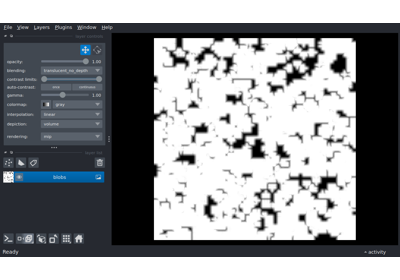 File View Layers Plugins Window Help
opacity: 1.00
blending: translucent_no_depth
contrast limits:
auto-contrast: once continuous
gamma: 1.00
colormap: gray
interpolation: linear
depiction: volume
rendering: mip
blobs
Ready activity